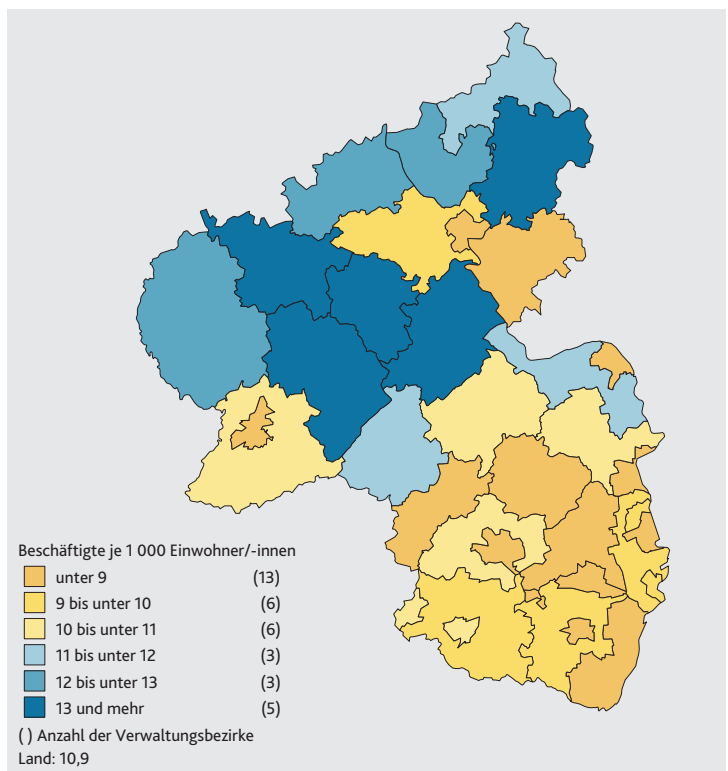 Beschäftigte je 1 000 Einwohner/-innen
unter 9 (13)
9 bis unter 10 (6)
10 bis unter 11 (6)
11 bis unter 12 (3)
12 bis unter 13 (3)
13 und mehr (5)
( ) Anzahl der Verwaltungsbezirke
Land: 10,9